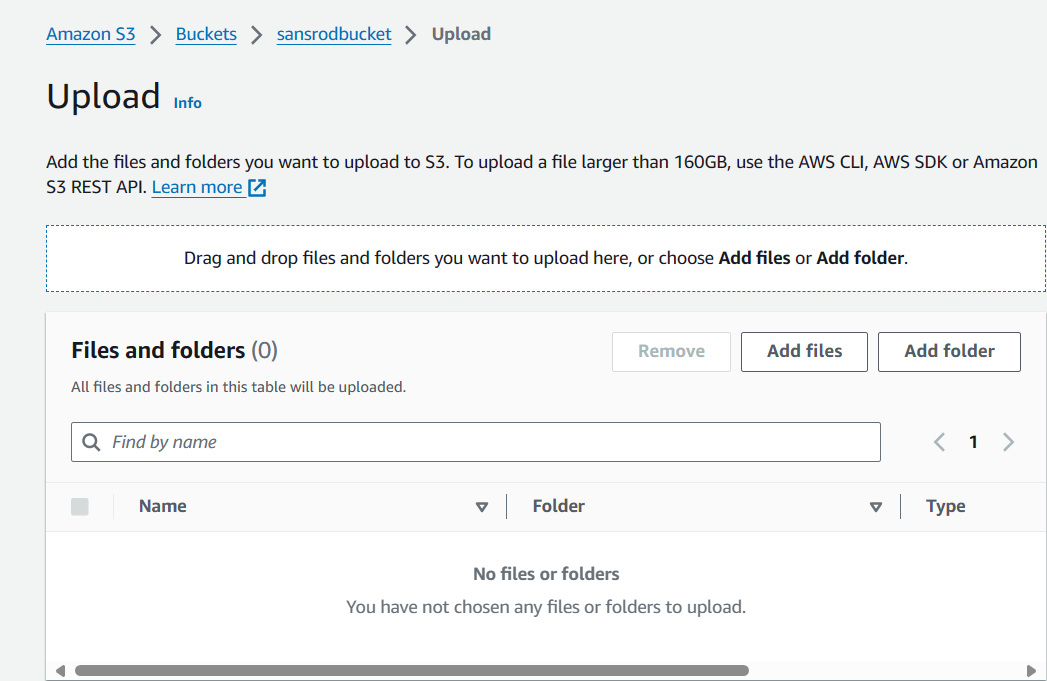 Amazon S3 > Buckets > sansrodbucket > Upload
Upload Info
Add the files and folders you want to upload to S3. To upload a file larger than 160GB, use the AWS CLI, AWS SDK or Amazon
S3 REST API. Learn more
Drag and drop files and folders you want to upload here, or choose Add files or Add folder.
Files and folders (0)
Remove
Add files
Add folder
All files and folders in this table will be uploaded.
Find by name
1
Name
Folder
Type
No files or folders
You have not chosen any files or folders to upload.